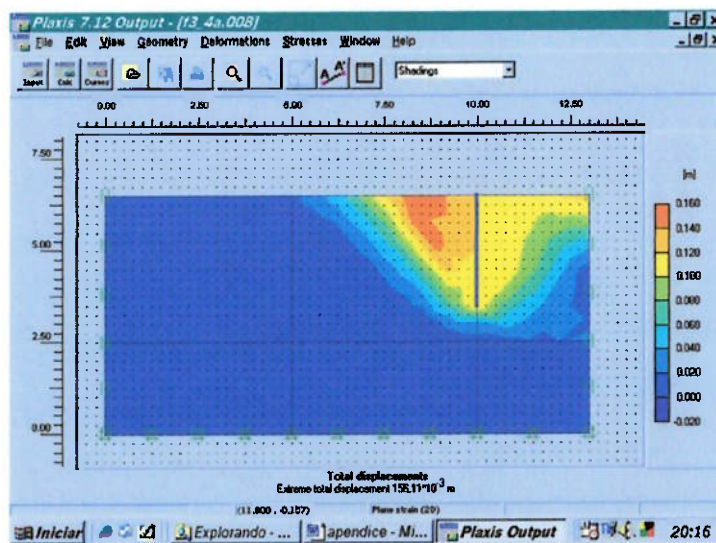 Plaxis 7.12 Output - [f3_4a.008]
File Edit View Geometry Deformations Stresses Window Help
Input Calc Curves Shadings
0.00 2.50 5.00 7.50 10.00 12.50
7.50
5.00
2.50
0.00
[m]
0.160
0.140
0.120
0.100
0.080
0.060
0.040
0.020
0.000
-0.020
Total displacements
Extreme total displacement 156,11*10-3 m
(11.800 , -0.157) Plane strain (2D)
Iniciar Explorando - ... apendice - Mi... Plaxis Output 20:16